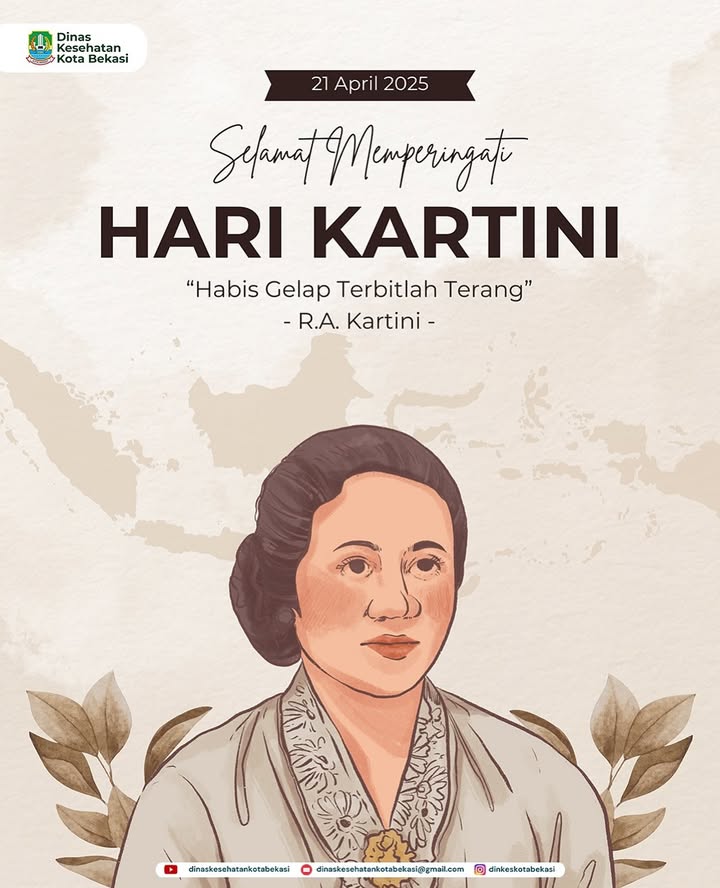 Dinas
Kesehatan
Kota Bekasi
21 April 2025
Selamat Memperingati
HARI KARTINI
“Habis Gelap Terbitlah Terang”
- R.A. Kartini -
dinaskesehatankotabekasi dinaskesehatankotabekasi@gmail.com dinkeskotabekasi